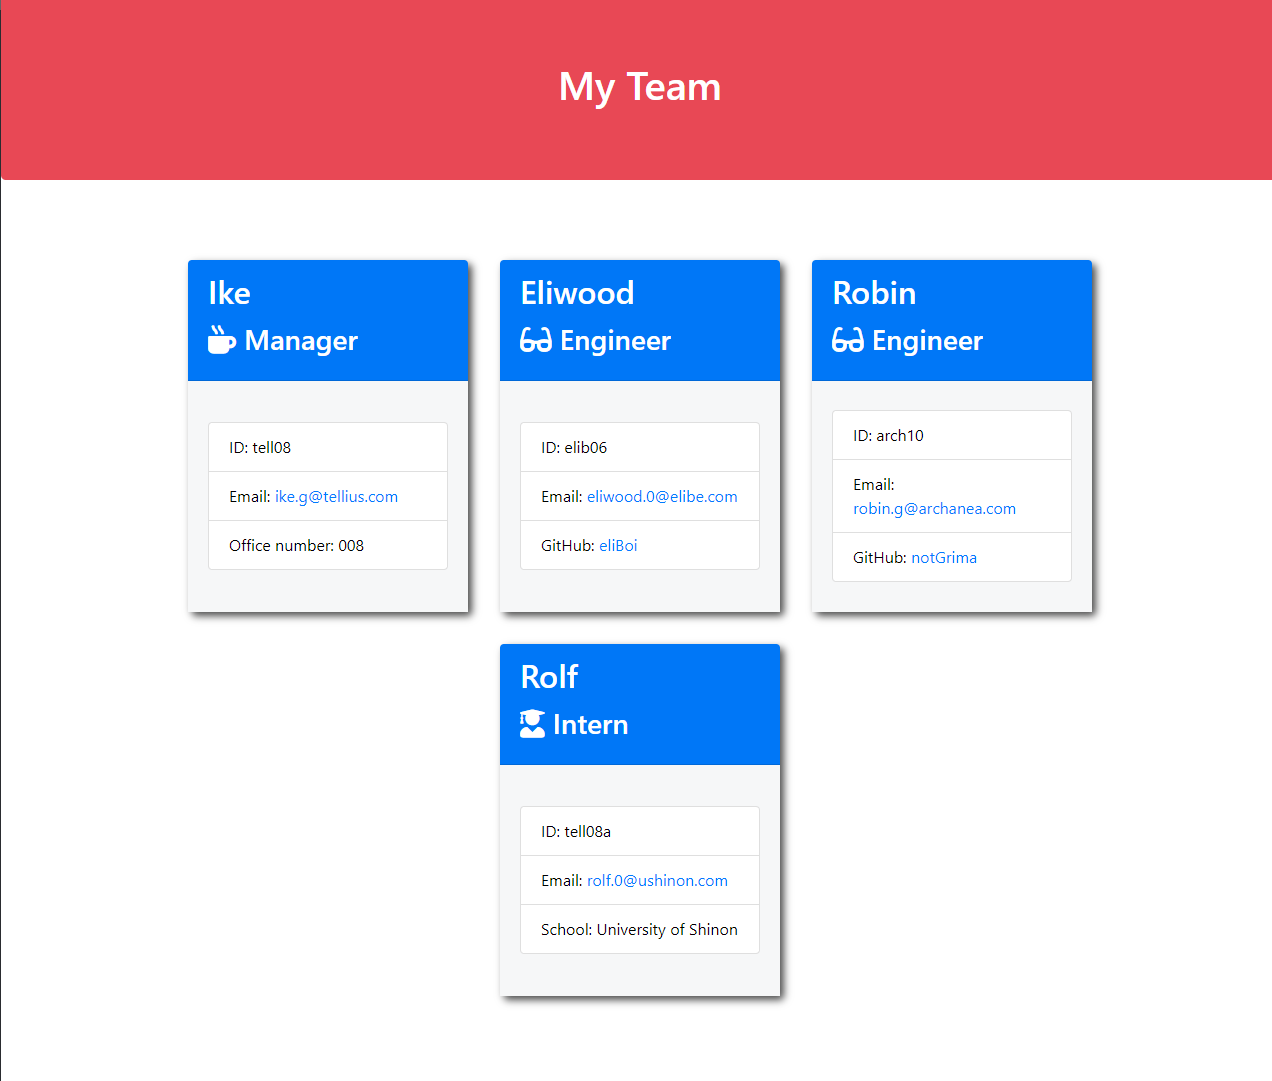 My Team
Ike
Manager
ID: tell08
Email: ike.g@tellius.com
Office number: 008
Eliwood
Engineer
ID: elib06
Email: eliwood.0@elibe.com
GitHub: eliBoi
Robin
Engineer
ID: arch10
Email:
robin.g@archanea.com
GitHub: notGrima
Rolf
Intern
ID: tell08a
Email: rolf.0@ushinon.com
School: University of Shinon